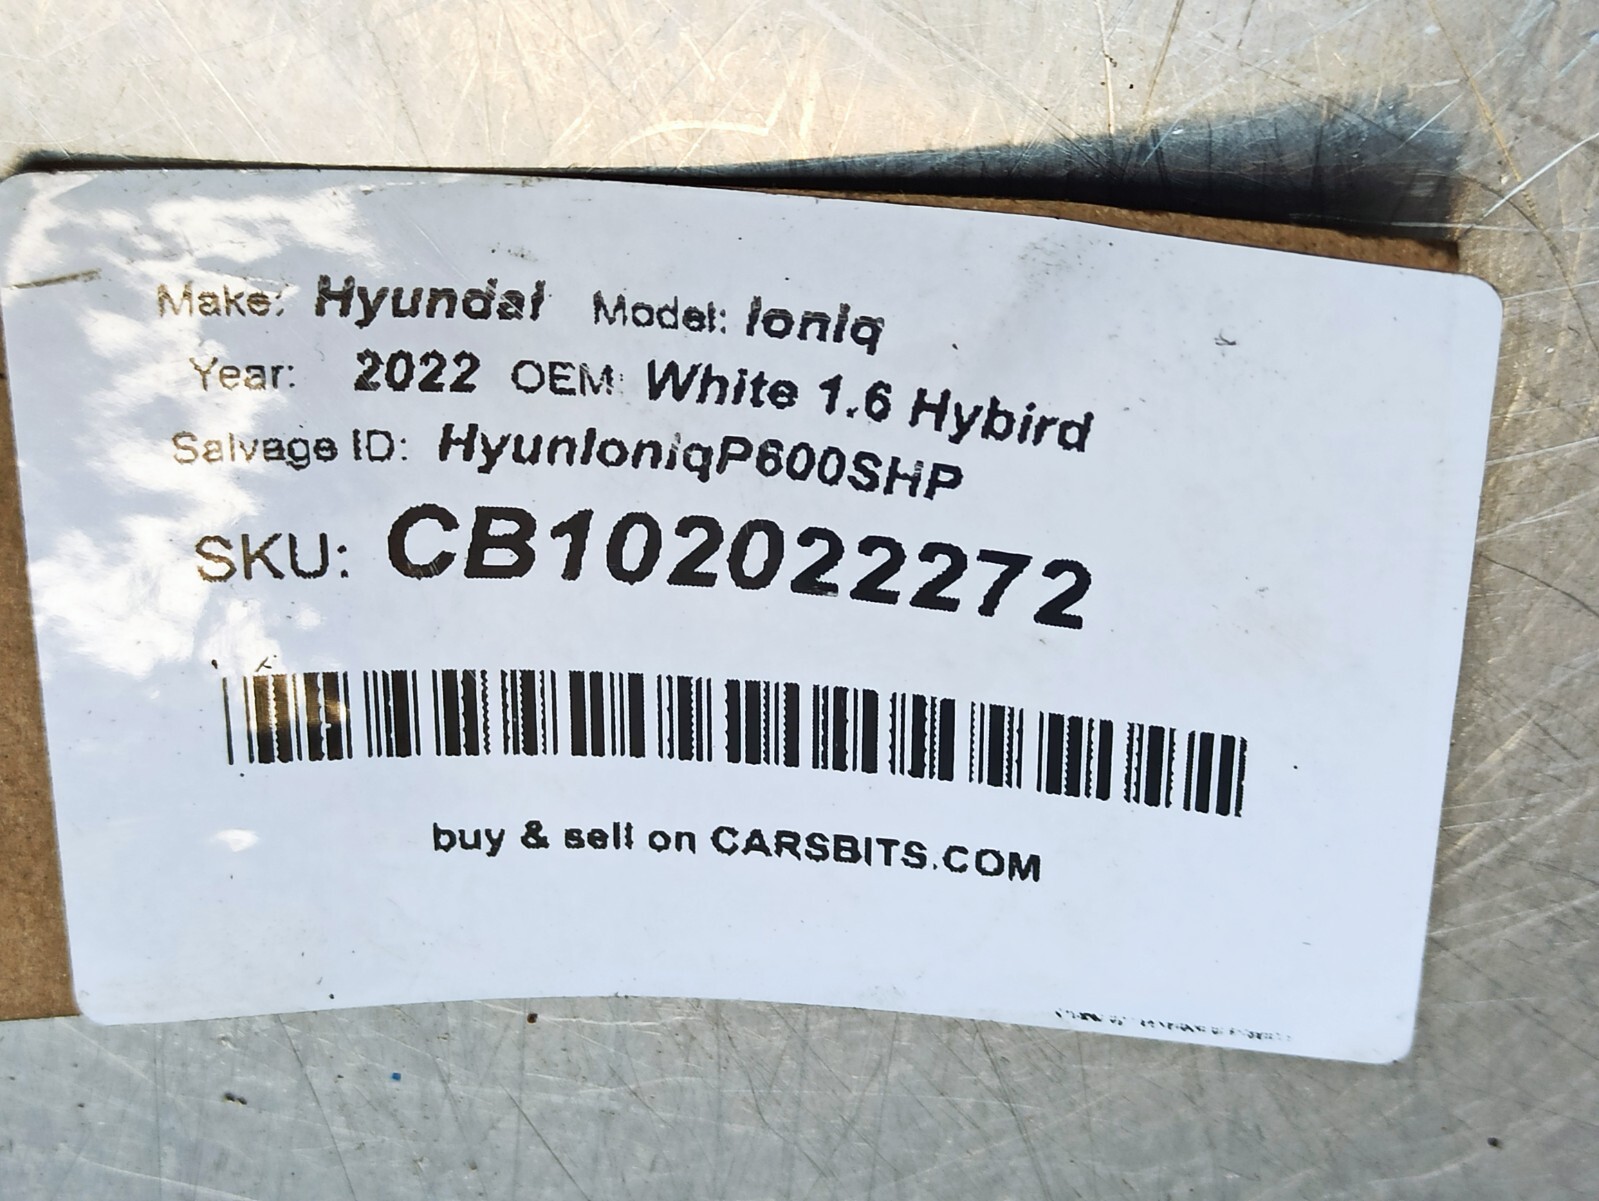 Make: Hyundai Model: Ioniq
Year: 2022 OEM: White 1.6 Hybird
Salvage ID: HyunIoniqP600SHP
SKU: CB102022272
buy & sell on CARSBITS.COM